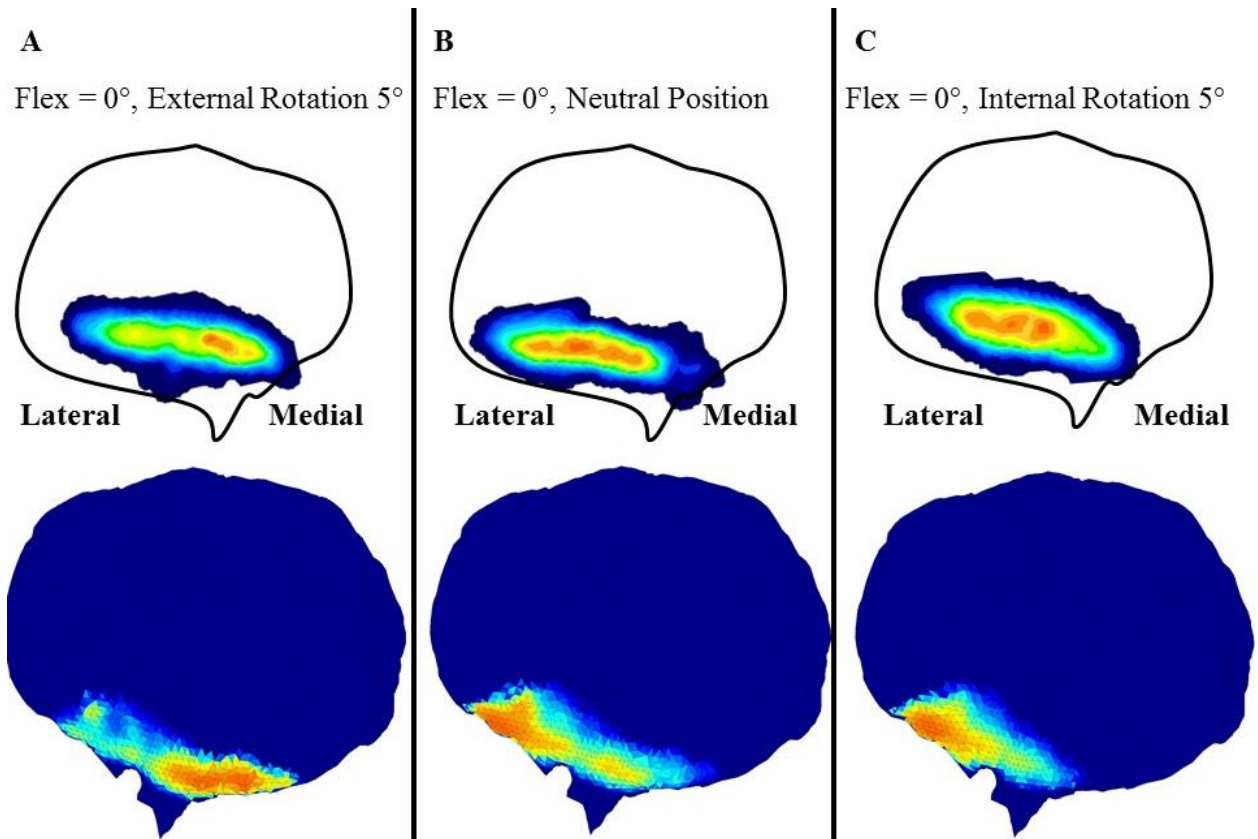 A
Flex = 0°, External Rotation 5°
Lateral Medial
B
Flex = 0°, Neutral Position
Lateral Medial
C
Flex = 0°, Internal Rotation 5°
Lateral Medial